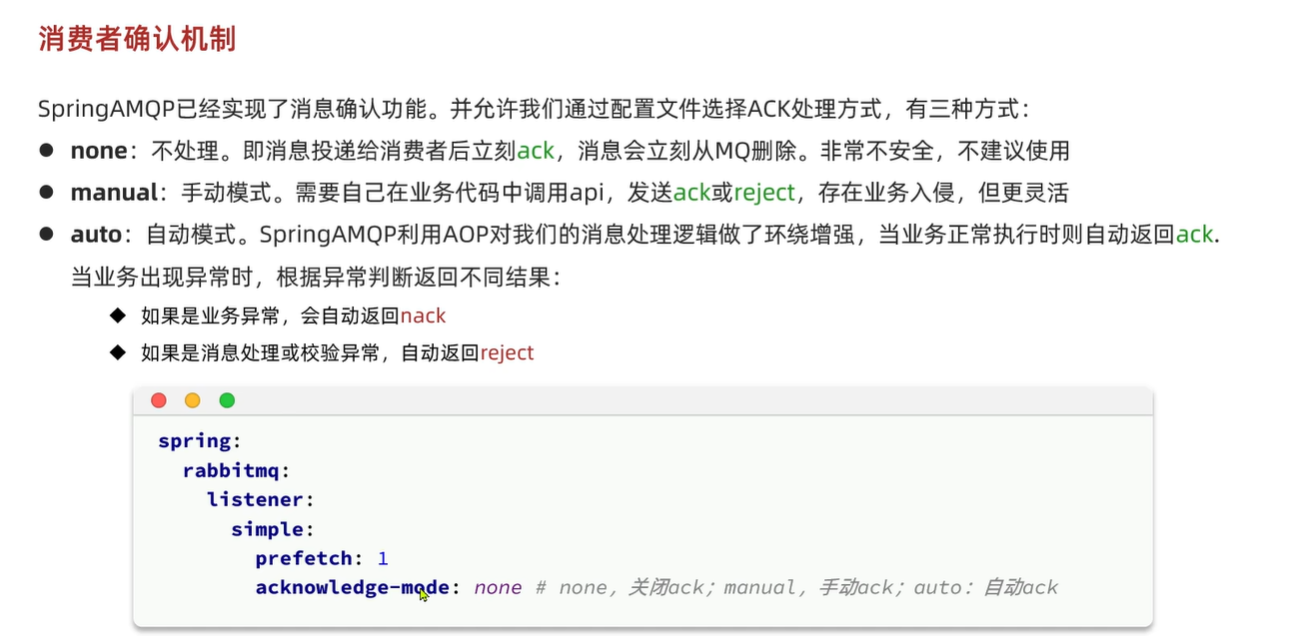 消费者确认机制
SpringAMQP已经实现了消息确认功能。并允许我们通过配置文件选择ACK处理方式，有三种方式：
● none：不处理。即消息投递给消费者后立刻ack，消息会立刻从MQ删除。非常不安全，不建议使用
● manual：手动模式。需要自己在业务代码中调用api，发送ack或reject，存在业务入侵，但更灵活
● auto：自动模式。SpringAMQP利用AOP对我们的消息处理逻辑做了环绕增强，当业务正常执行时则自动返回ack.
当业务出现异常时，根据异常判断返回不同结果：
◆ 如果是业务异常，会自动返回nack
◆ 如果是消息处理或校验异常，自动返回reject
spring:
rabbitmq:
listener:
simple:
prefetch: 1
acknowledge-mode: none # none, 关闭ack；manual, 手动ack；auto：自动ack